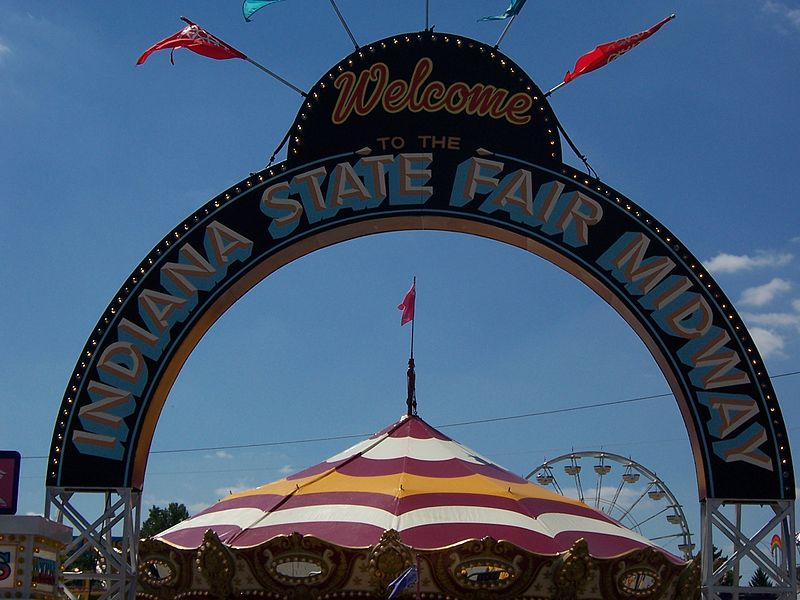 Welcome
TO THE
INDIANA STATE FAIR MIDWAY